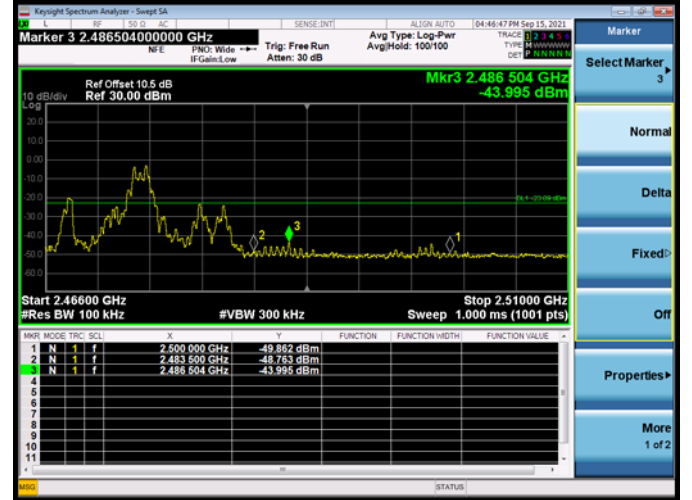 Keysight Spectrum Analyzer - Swept SA
L RF 50 Ω AC SENSE:INT ALIGN AUTO 04:46:47 PM Sep 15, 2021
Marker 3 2.486504000000 GHz
NFE PNO: Wide Trig: Free Run Avg Type: Log-Pwr TRACE 1 2 3 4 5 6
IFGain:Low Atten: 30 dB Avg|Hold: 100/100 TYPE M WWWWW
DET P N N N N N
Ref Offset 10.5 dB Mkr3 2.486 504 GHz
10 dB/div Ref 30.00 dBm -43.995 dBm
Log
20.0
10.0
0.00
-10.0
-20.0
DL1 -23.09 dBm
-30.0
-40.0
-50.0
-60.0
2
3
1
Start 2.46600 GHz Stop 2.51000 GHz
#Res BW 100 kHz #VBW 300 kHz Sweep 1.000 ms (1001 pts)
MKR MODE TRC SCL X Y FUNCTION FUNCTION WIDTH FUNCTION VALUE
1 N 1 f 2.500 000 GHz -49.862 dBm
2 N 1 f 2.483 500 GHz -48.763 dBm
3 N 1 f 2.486 504 GHz -43.995 dBm
4
5
6
7
8
9
10
11
MSG STATUS
Marker
Select Marker
3
Normal
Delta
Fixed
Off
Properties
More
1 of 2